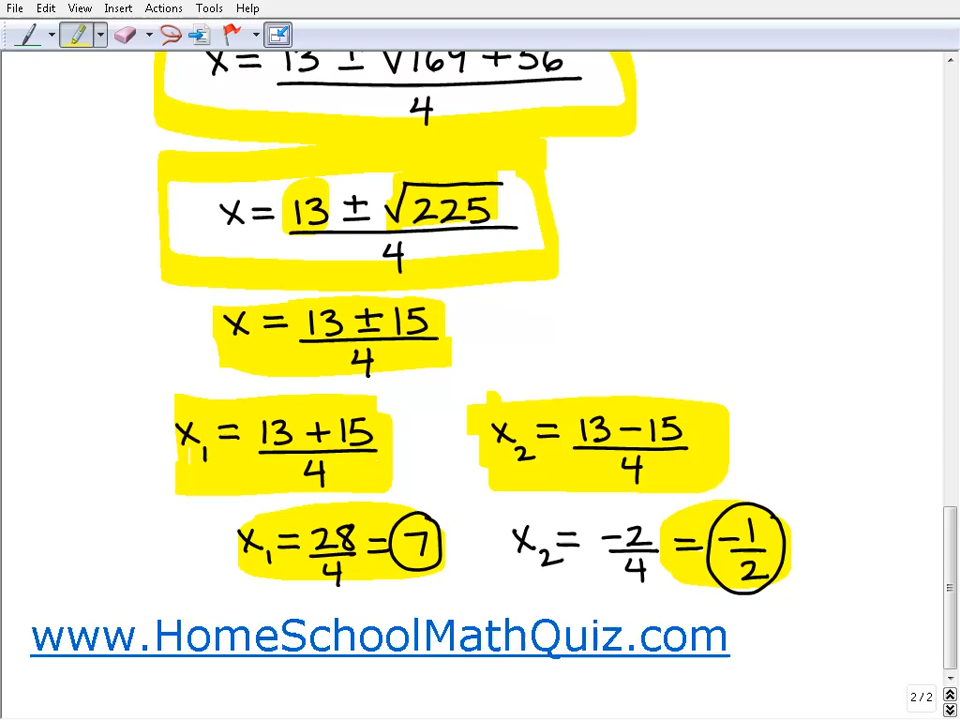 File Edit View Insert Actions Tools Help
x = 13 ± √169 + 56
4
x = 13 ± √225
4
x = 13 ± 15
4
x₁ = 13 + 15
4
x₂ = 13 - 15
4
x₁ = 28 = 7
4
x₂ = -2 = -1
4 2
www.HomeSchoolMathQuiz.com
2 / 2